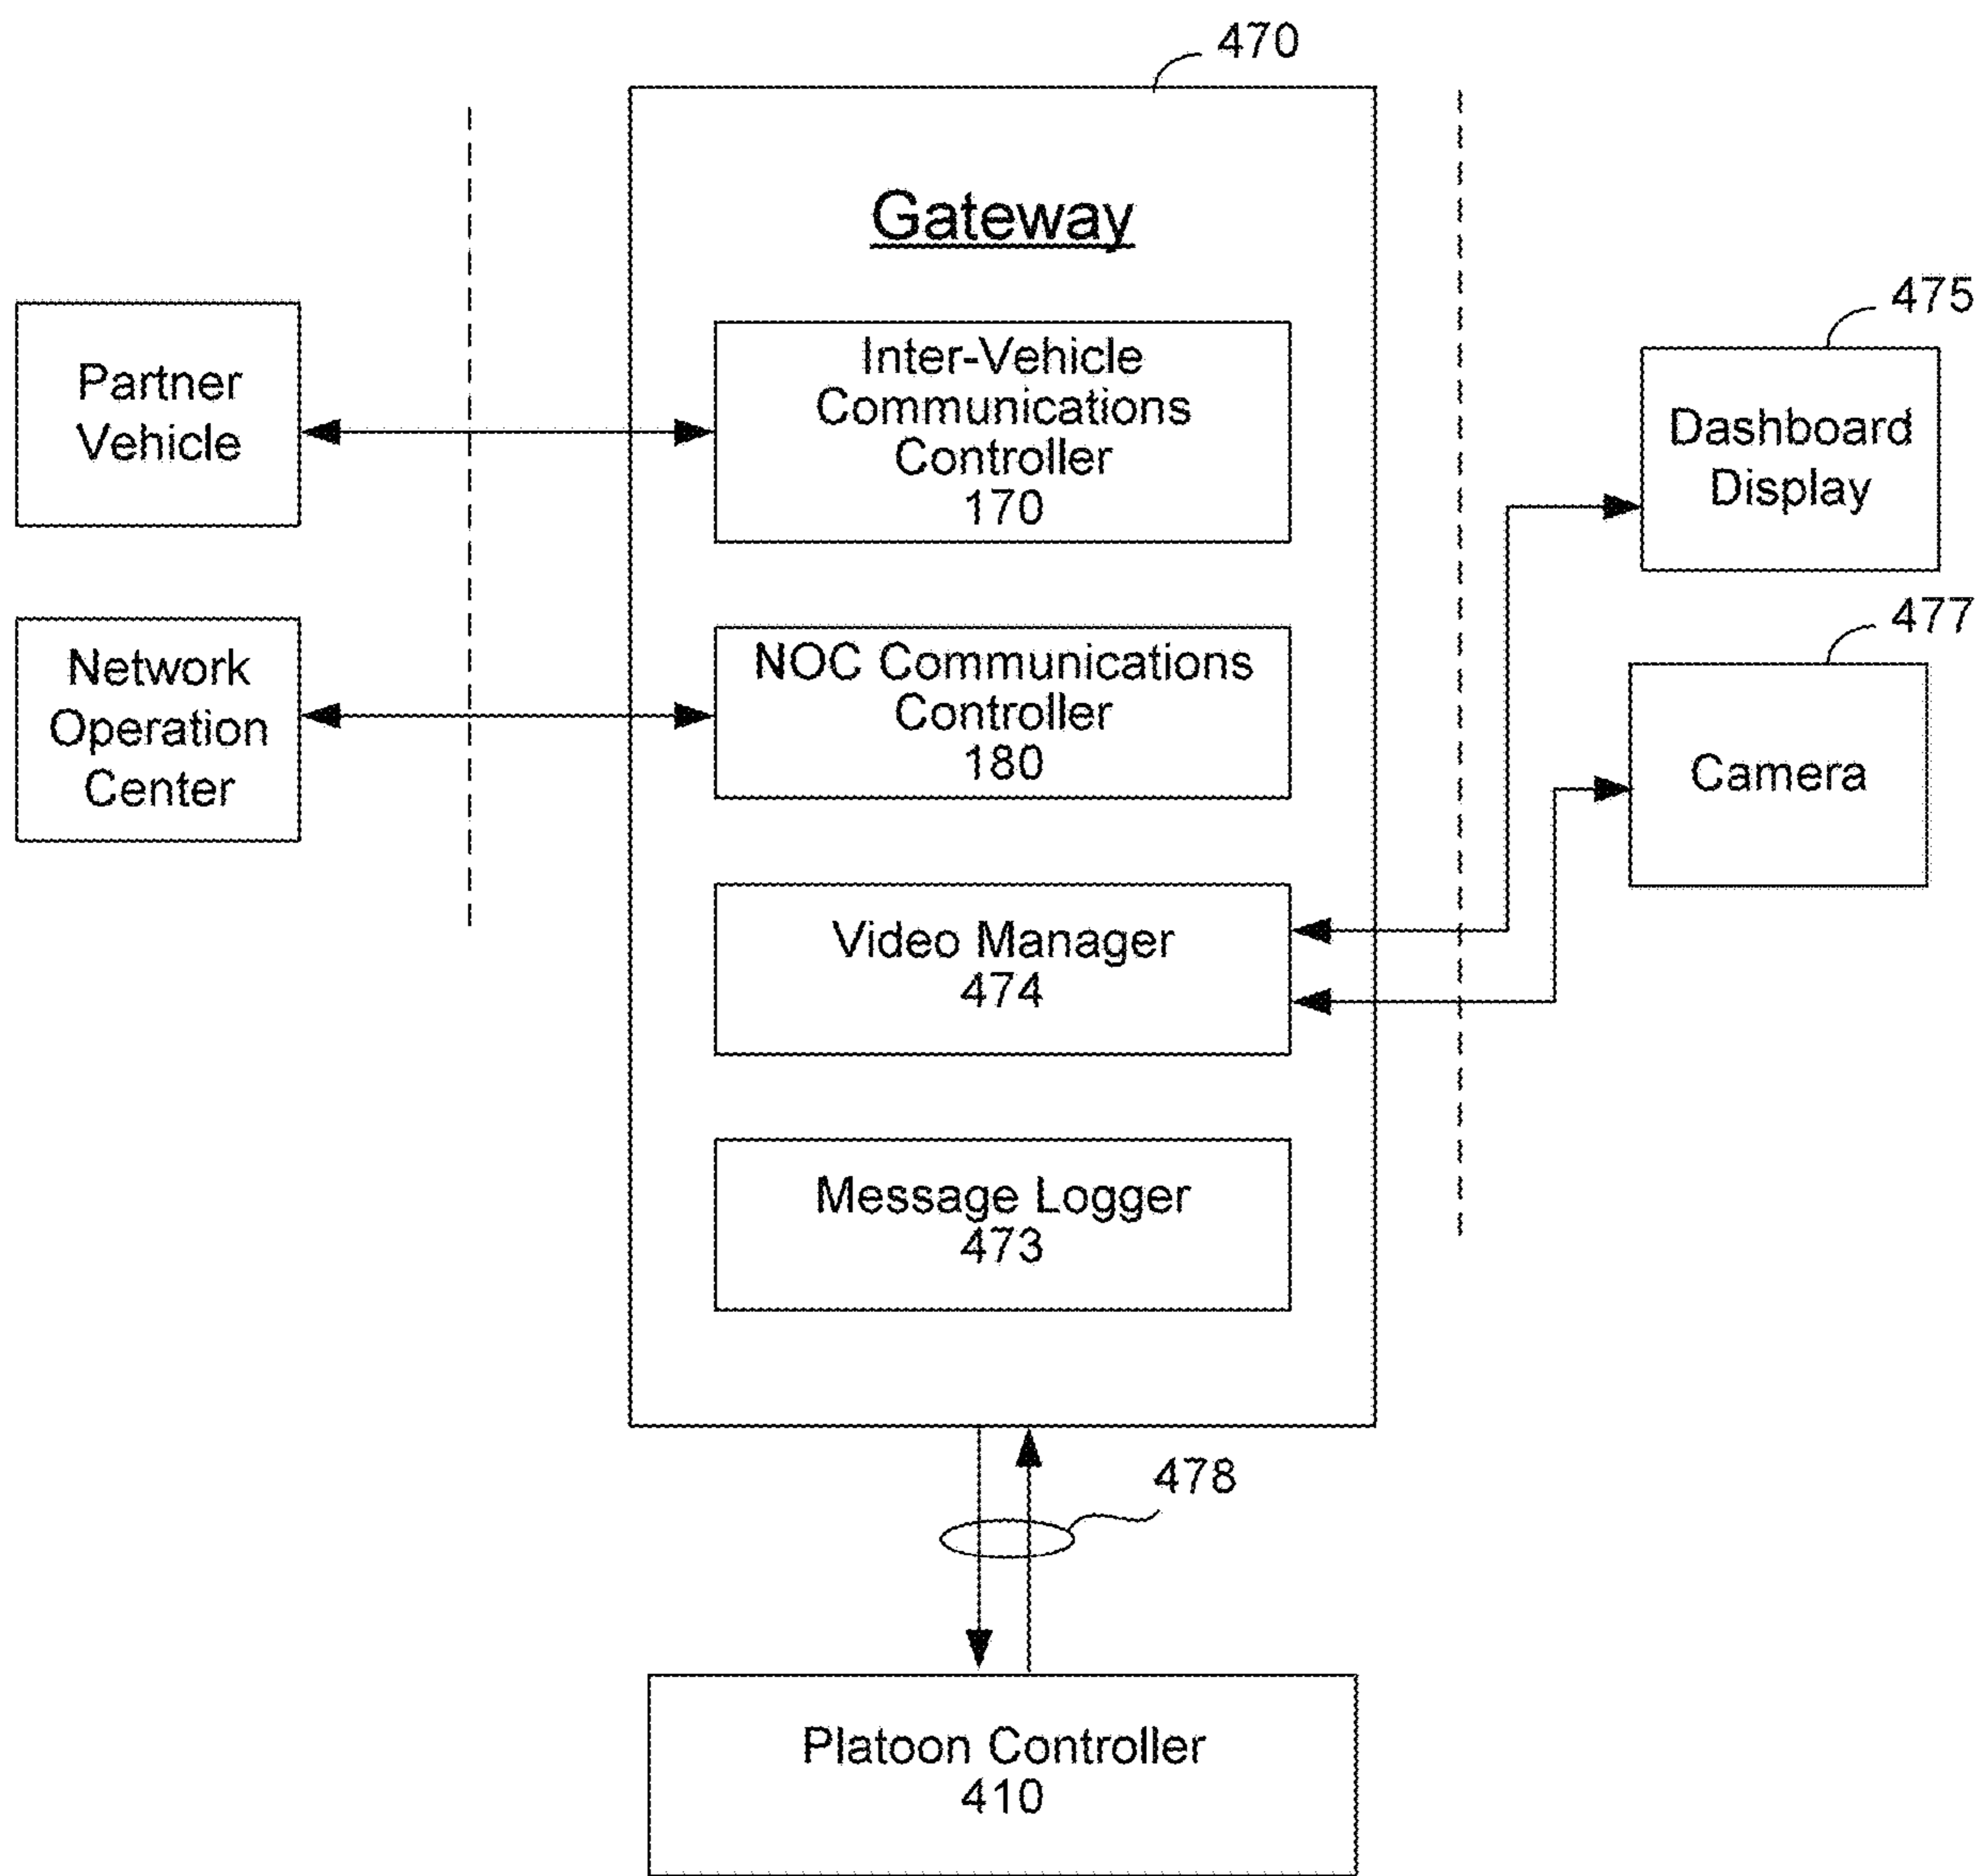 470
Gateway
Partner
Vehicle
Inter-Vehicle
Communications
Controller
170
475
Dashboard
Display
Network
Operation
Center
NOC Communications
Controller
180
477
Camera
Video Manager
474
Message Logger
473
478
Platoon Controller
410